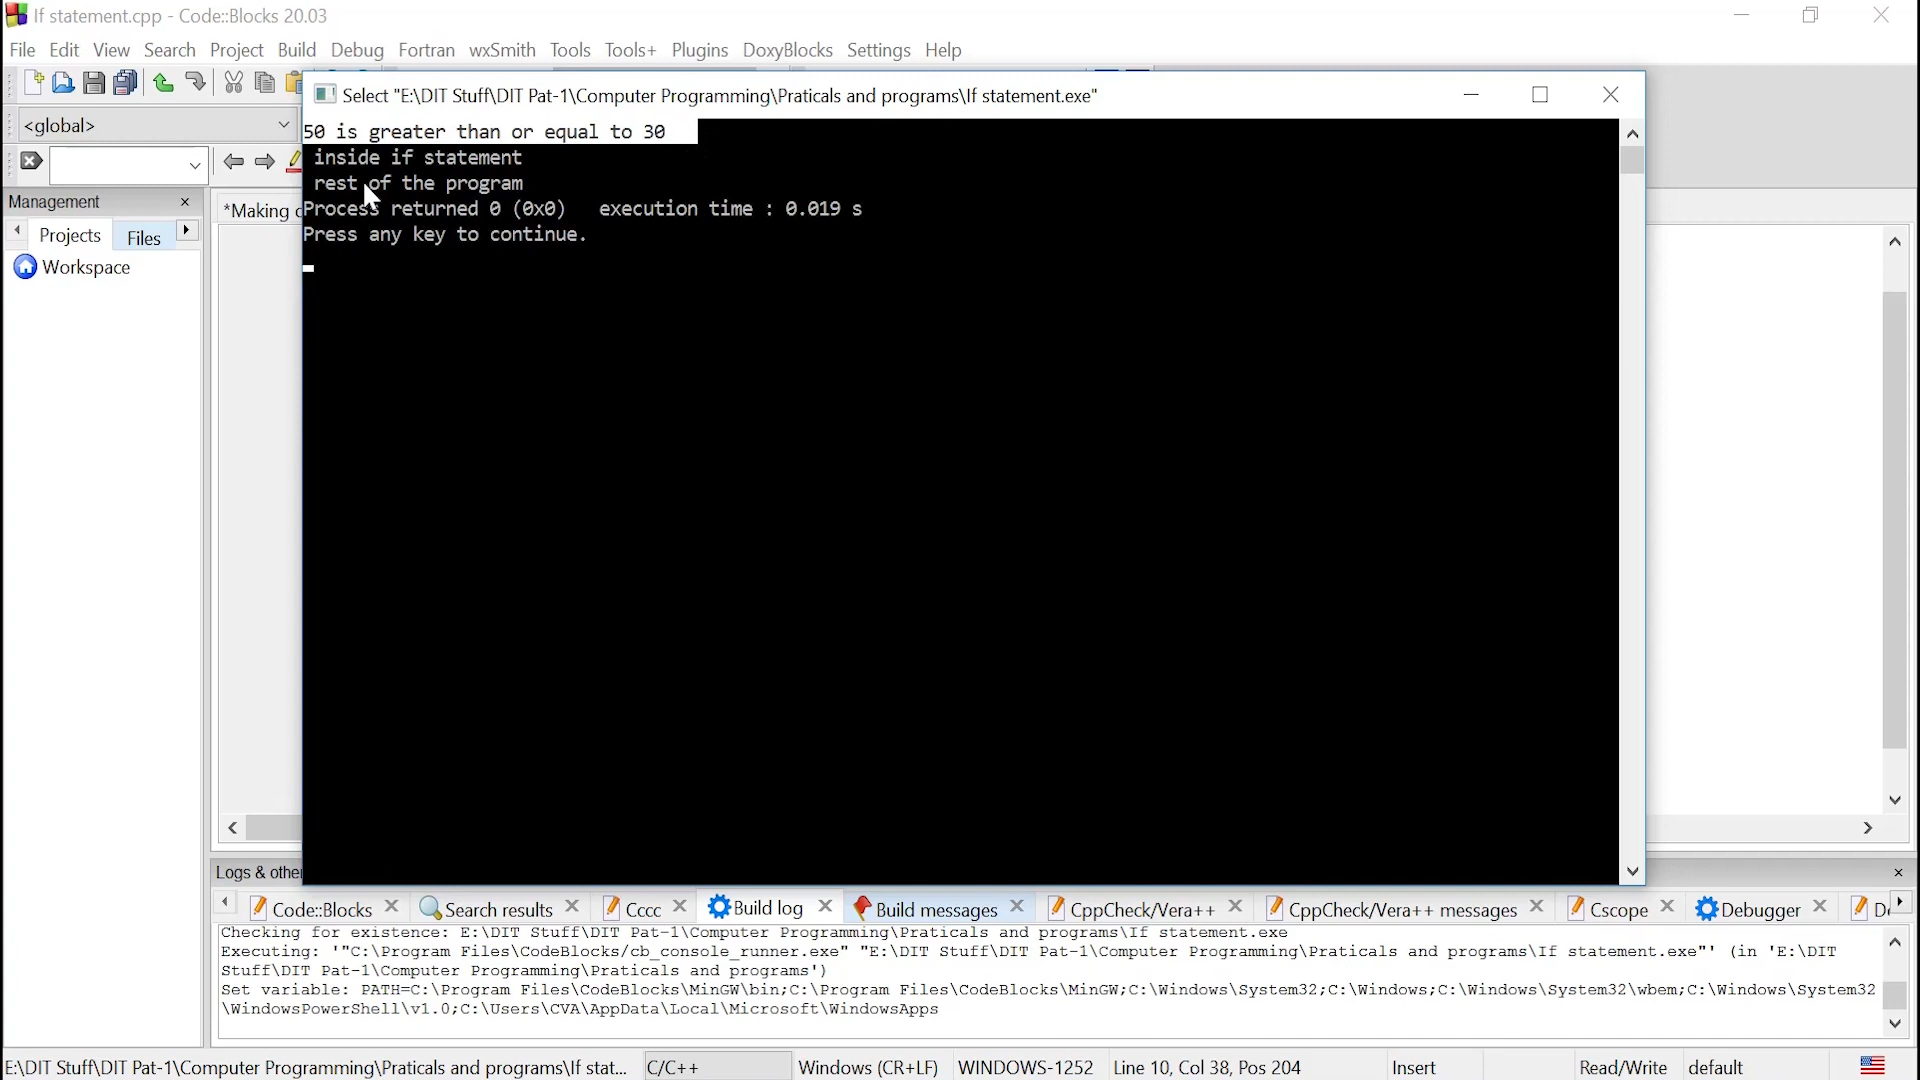 If statement.cpp - Code::Blocks 20.03
File Edit View Search Project Build Debug Fortran wxSmith Tools Tools+ Plugins DoxyBlocks Settings Help
Select "E:\DIT Stuff\DIT Pat-1\Computer Programming\Praticals and programs\If statement.exe"
<global>
50 is greater than or equal to 30
inside if statement
rest of the program
Process returned 0 (0x0)   execution time : 0.019 s
Press any key to continue.
Management
*Making
Projects Files
Workspace
Logs & othe
Code::Blocks Search results Cccc Build log Build messages CppCheck/Vera++ CppCheck/Vera++ messages Cscope Debugger
Checking for existence: E:\DIT Stuff\DIT Pat-1\Computer Programming\Praticals and programs\If statement.exe
Executing: '"C:\Program Files\CodeBlocks/cb_console_runner.exe" "E:\DIT Stuff\DIT Pat-1\Computer Programming\Praticals and programs\If statement.exe"' (in 'E:\DIT
Stuff\DIT Pat-1\Computer Programming\Praticals and programs')
Set variable: PATH=C:\Program Files\CodeBlocks\MinGW\bin;C:\Program Files\CodeBlocks\MinGW;C:\Windows\System32;C:\Windows;C:\Windows\System32\wbem;C:\Windows\System32
\WindowsPowerShell\v1.0;C:\Users\CVA\AppData\Local\Microsoft\WindowsApps
E:\DIT Stuff\DIT Pat-1\Computer Programming\Praticals and programs\If stat... C/C++ Windows (CR+LF) WINDOWS-1252 Line 10, Col 38, Pos 204 Insert Read/Write default